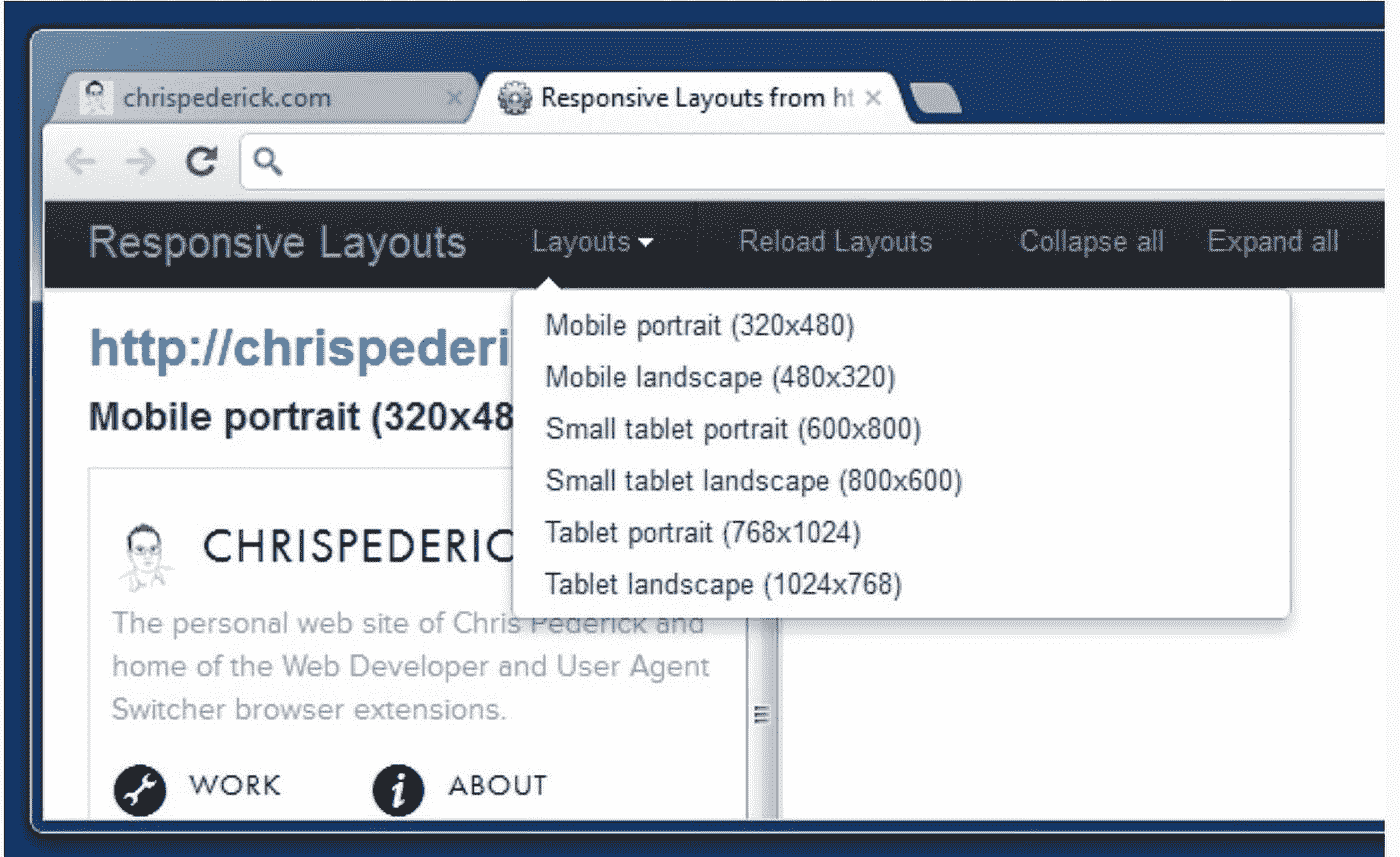 chrispederick.com
Responsive Layouts from ht
Responsive Layouts
Layouts
Reload Layouts
Collapse all
Expand all
http://chrispederi
Mobile portrait (320x48
Mobile portrait (320x480)
Mobile landscape (480x320)
Small tablet portrait (600x800)
Small tablet landscape (800x600)
Tablet portrait (768x1024)
Tablet landscape (1024x768)
CHRISPEDERIC
The personal web site of Chris Pederick and
home of the Web Developer and User Agent
Switcher browser extensions.
WORK
ABOUT